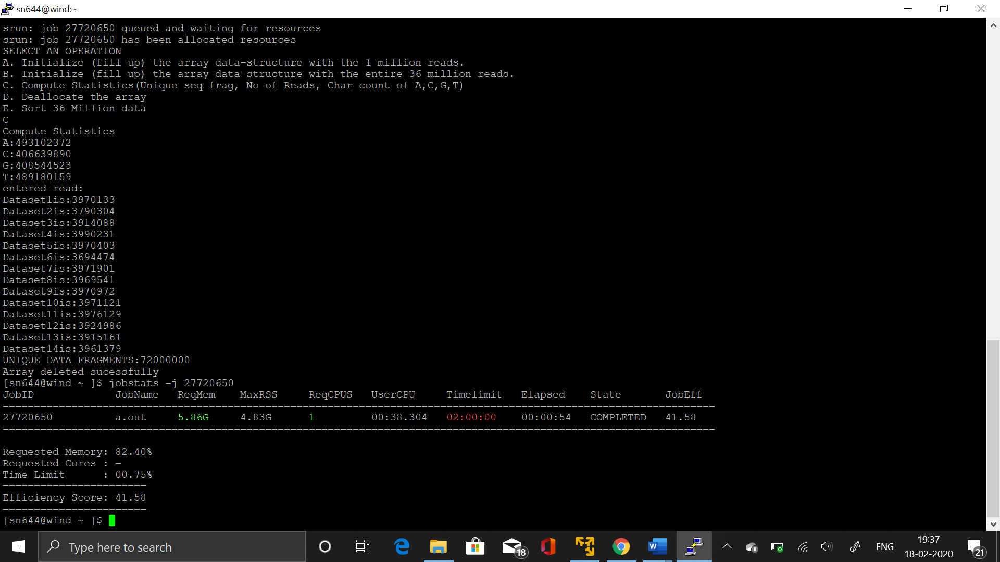 sn644@wind:~
srun: job 27720650 queued and waiting for resources
srun: job 27720650 has been allocated resources
SELECT AN OPERATION
A. Initialize (fill up) the array data-structure with the 1 million reads.
B. Initialize (fill up) the array data-structure with the entire 36 million reads.
C. Compute Statistics(Unique seq frag, No of Reads, Char count of A,C,G,T)
D. Deallocate the array
E. Sort 36 Million data
C
Compute Statistics
A:493102372
C:406639890
G:408544523
T:489180159
entered read:
Dataset1is:3970133
Dataset2is:3790304
Dataset3is:3914088
Dataset4is:3990231
Dataset5is:3970403
Dataset6is:3694474
Dataset7is:3971901
Dataset8is:3969541
Dataset9is:3970972
Dataset10is:3971121
Dataset11is:3976129
Dataset12is:3924986
Dataset13is:3915161
Dataset14is:3961379
UNIQUE DATA FRAGMENTS:72000000
Array deleted sucessfully
[sn644@wind ~ ]$ jobstats -j 27720650
JobID JobName ReqMem MaxRSS ReqCPUS UserCPU Timelimit Elapsed State JobEff
==================================================================================================================
27720650 a.out 5.86G 4.83G 1 00:38.304 02:00:00 00:00:54 COMPLETED 41.58
==================================================================================================================
Requested Memory: 82.40%
Requested Cores : -
Time Limit : 00.75%
=======================
Efficiency Score: 41.58
=======================
[sn644@wind ~ ]$
Type here to search
18
W
ENG
19:37
18-02-2020
21